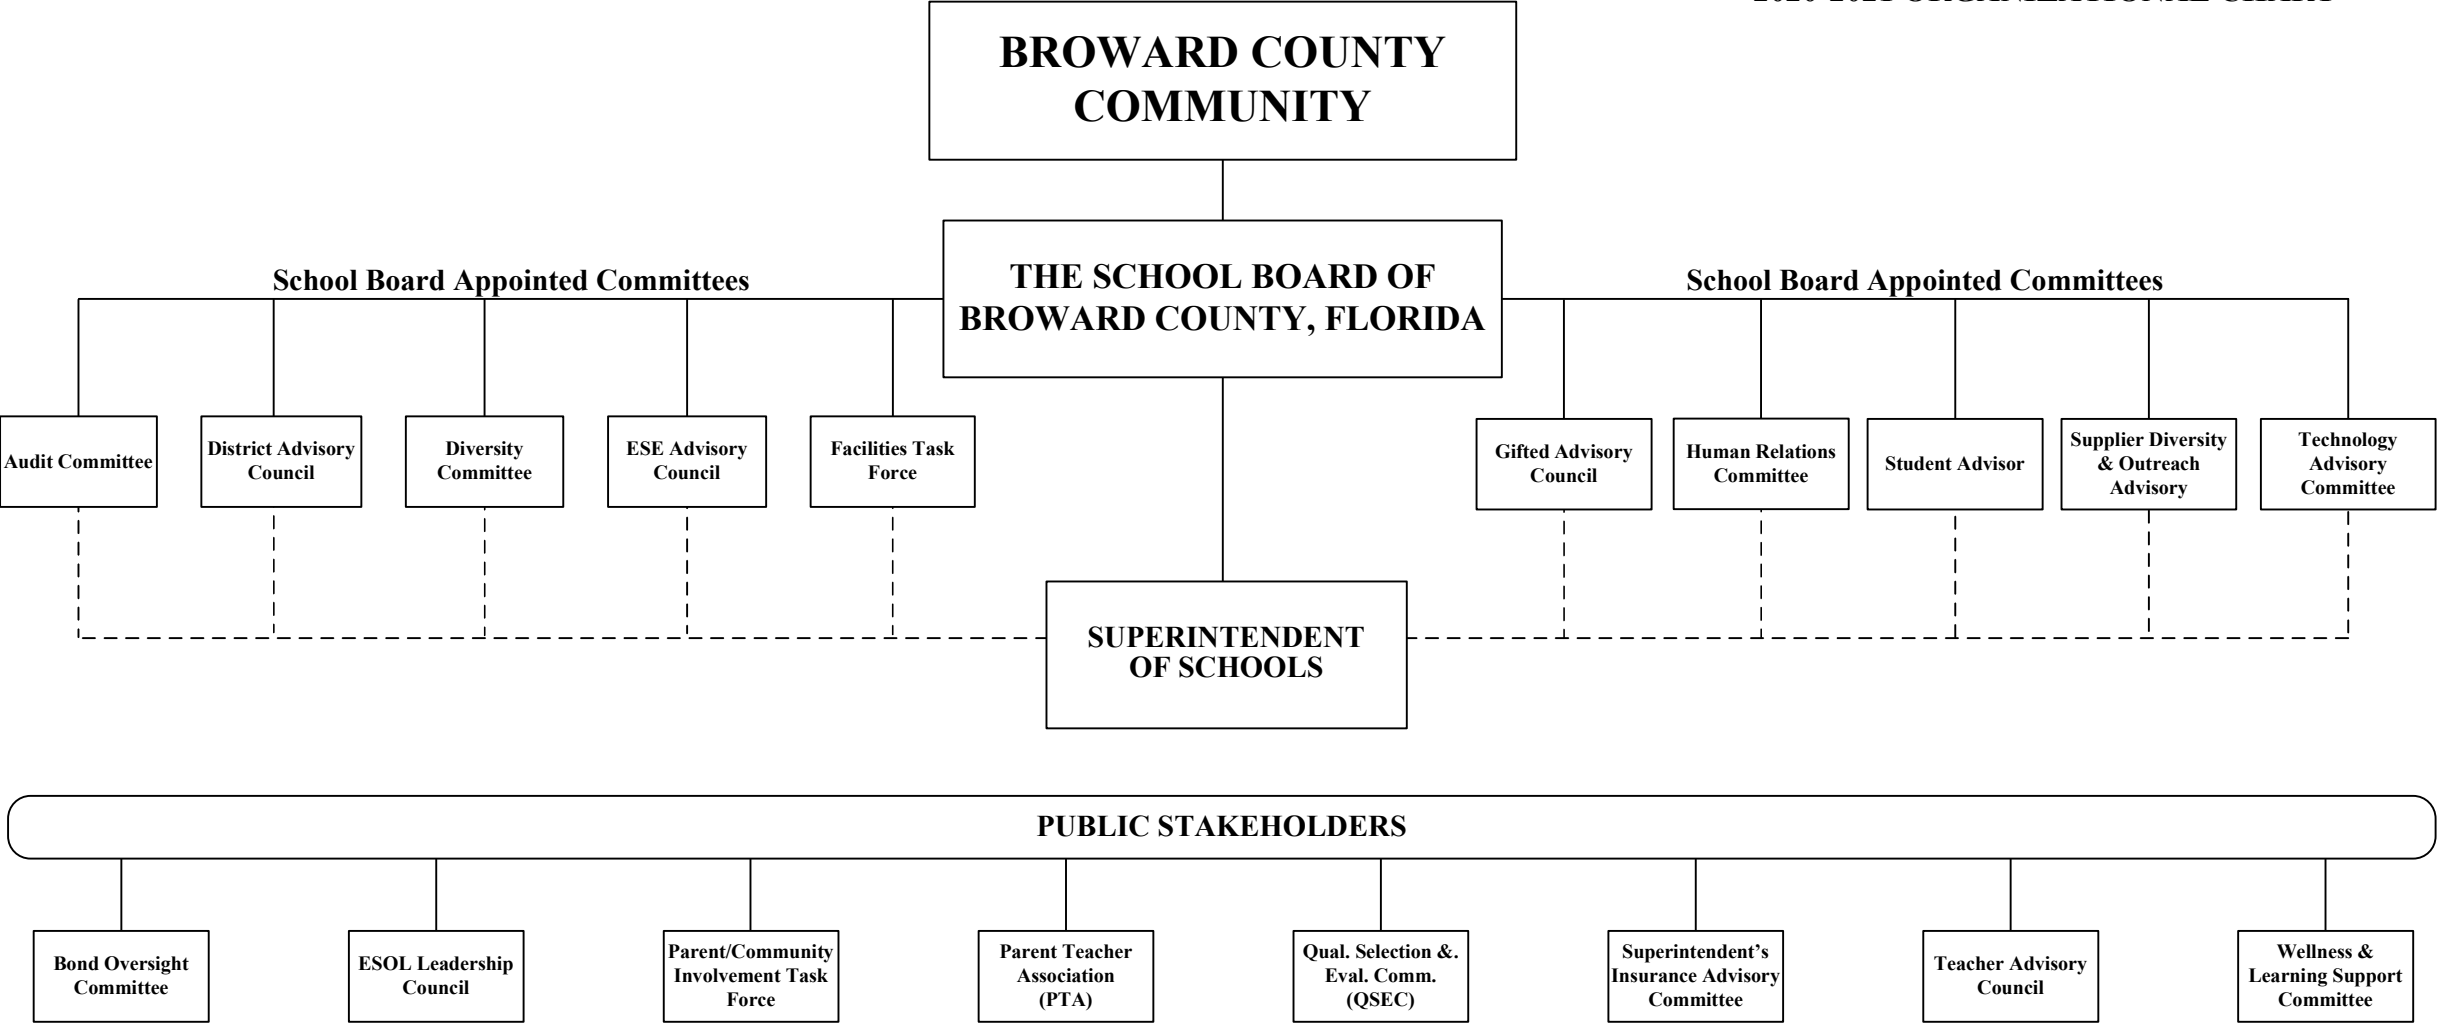 2020-2021 ORGANIZATIONAL CHART
BROWARD COUNTY
COMMUNITY
School Board Appointed Committees
THE SCHOOL BOARD OF
BROWARD COUNTY, FLORIDA
School Board Appointed Committees
Audit Committee
District Advisory
Council
Diversity
Committee
ESE Advisory
Council
Facilities Task
Force
Gifted Advisory
Council
Human Relations
Committee
Student Advisor
Supplier Diversity
& Outreach
Advisory
Technology
Advisory
Committee
SUPERINTENDENT
OF SCHOOLS
PUBLIC STAKEHOLDERS
Bond Oversight
Committee
ESOL Leadership
Council
Parent/Community
Involvement Task
Force
Parent Teacher
Association
(PTA)
Qual. Selection &.
Eval. Comm.
(QSEC)
Superintendent’s
Insurance Advisory
Committee
Teacher Advisory
Council
Wellness &
Learning Support
Committee